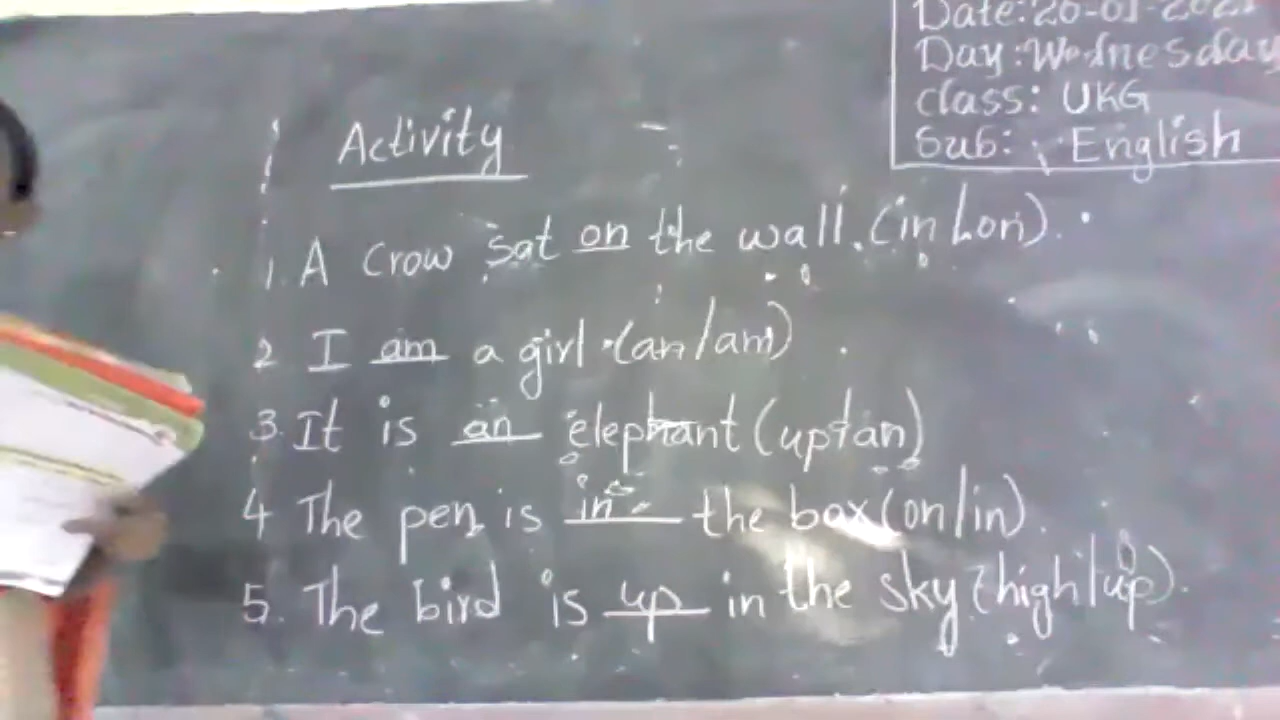 Date: 20-01-2021
Day: Wednesday
class: UKG
Sub: English
Activity
1. A crow sat on the wall. (in/on).
2 I am a girl. (an/am)
3. It is an elephant (up/an)
4 The pen is in the box (on/in).
5. The bird is up in the sky (high/up).